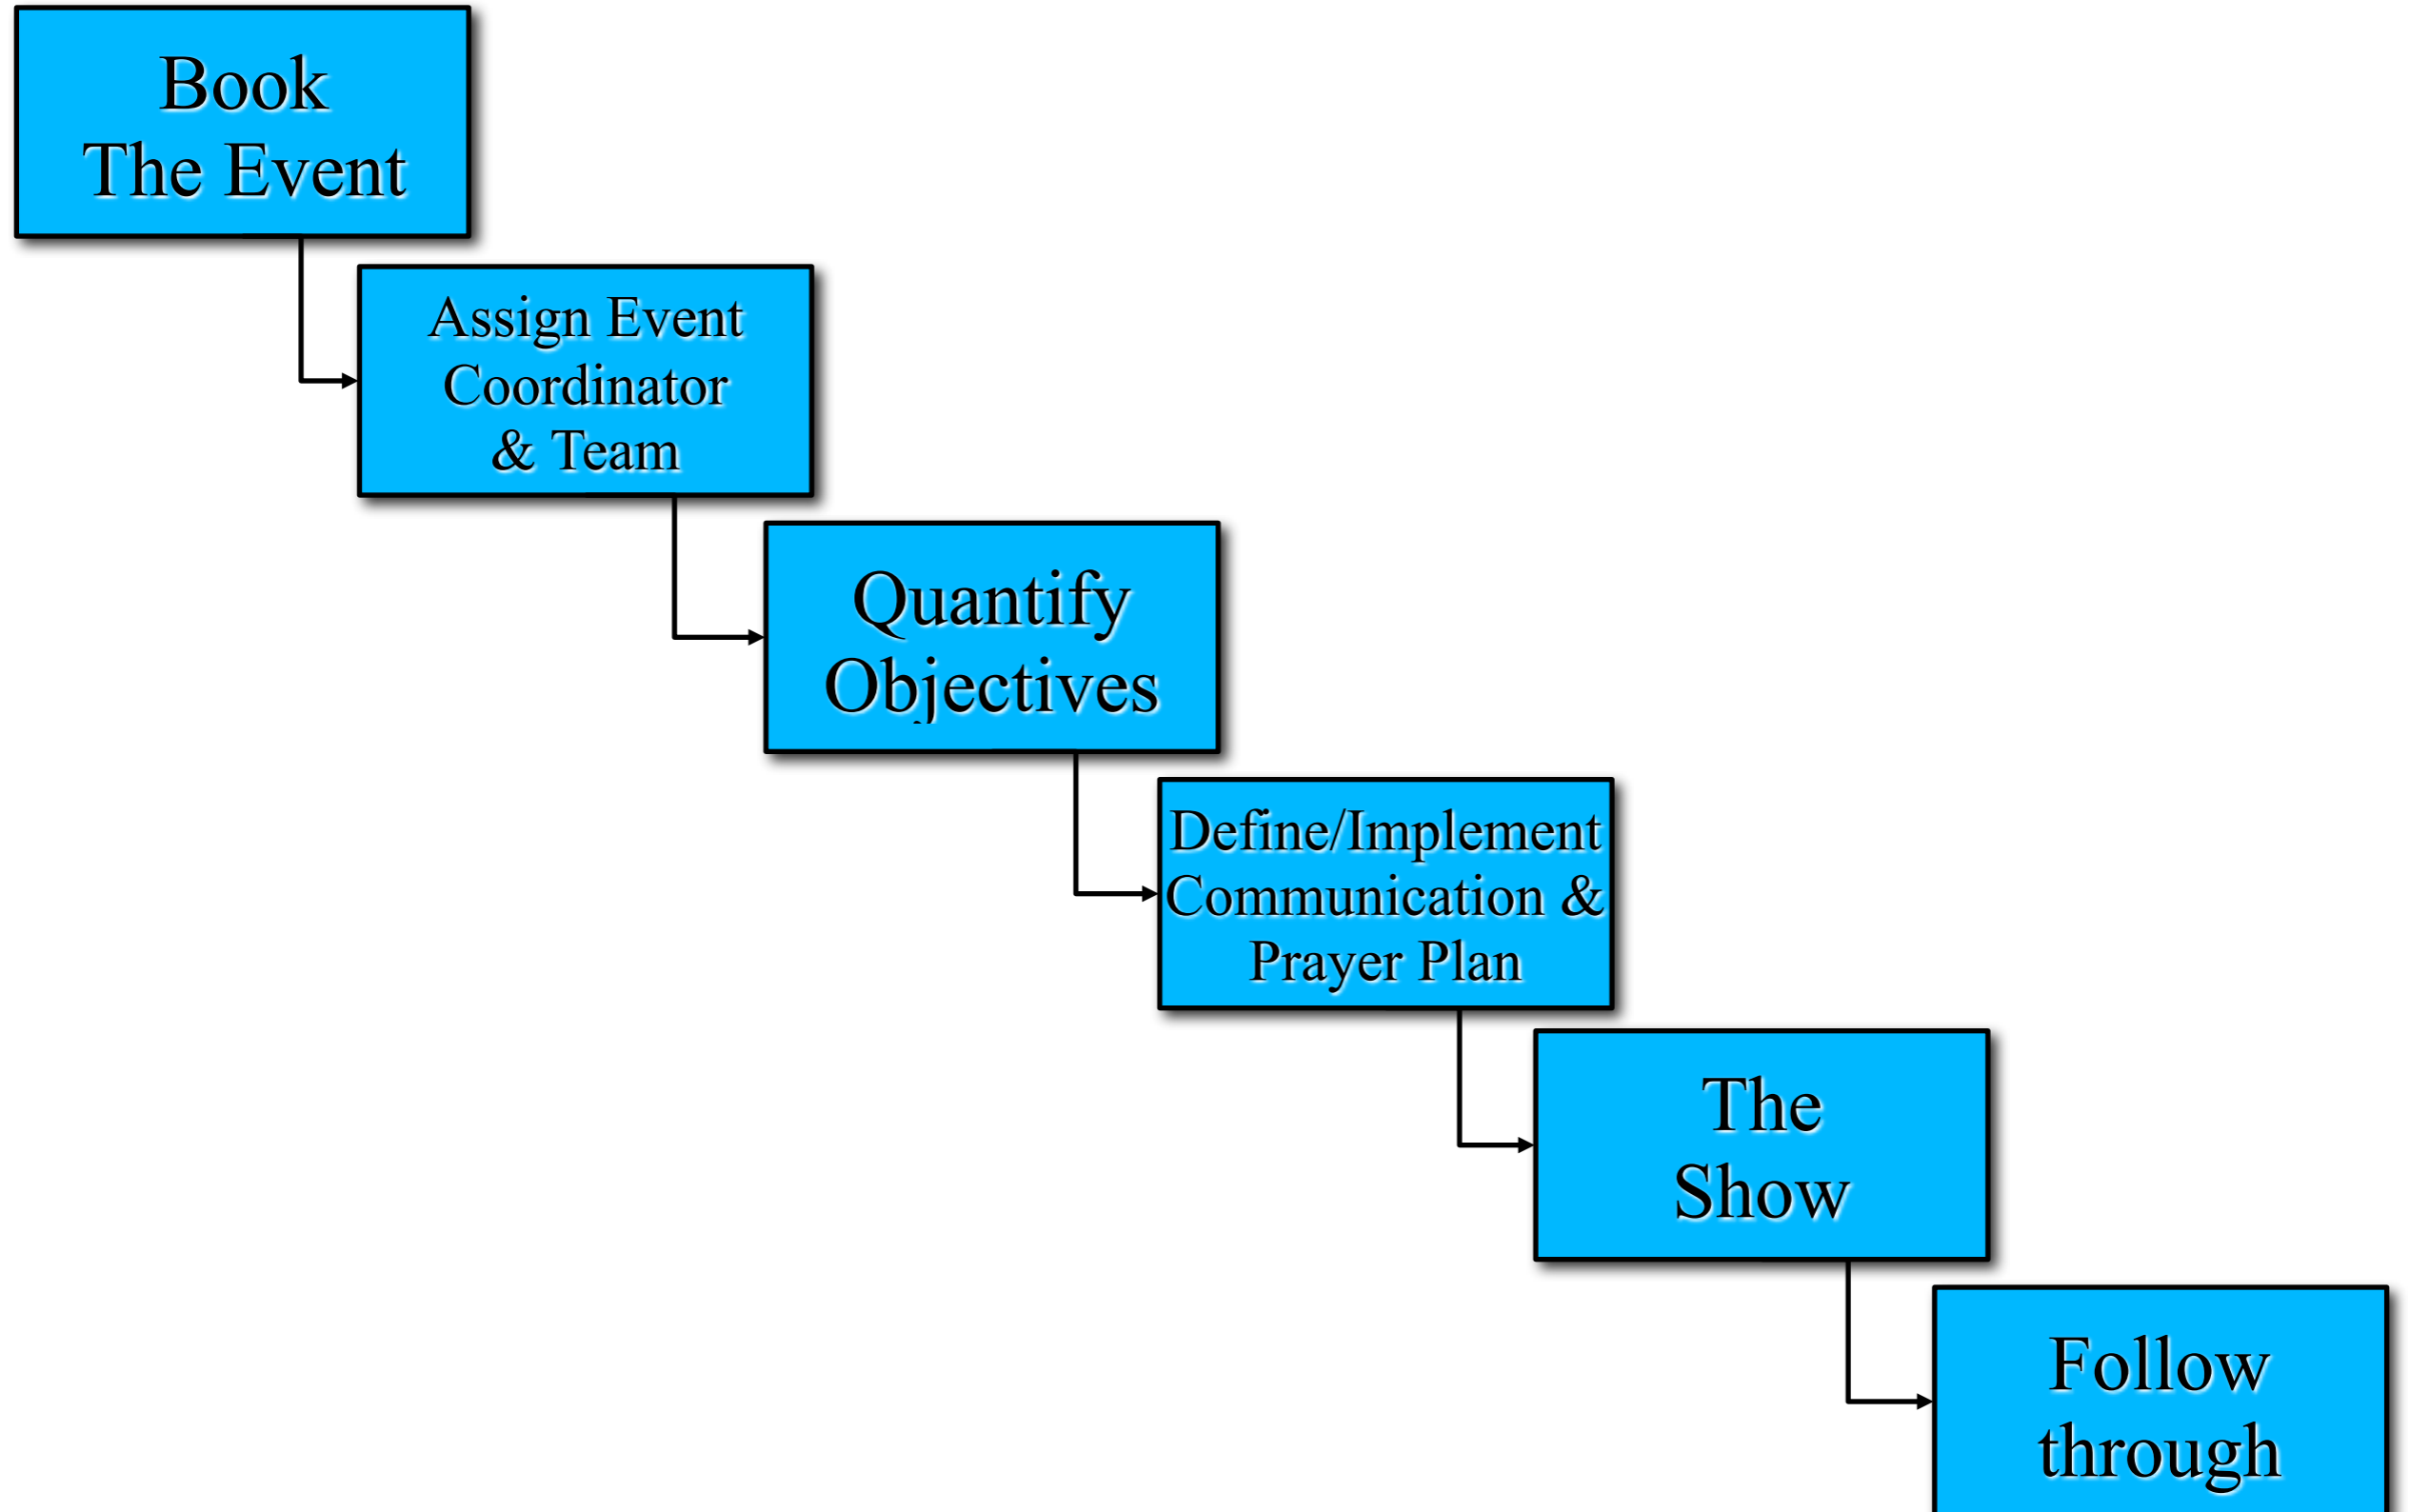 Book
The Event
Assign Event
Coordinator
& Team
Quantify
Objectives
Define/Implement
Communication &
Prayer Plan
The
Show
Follow
through